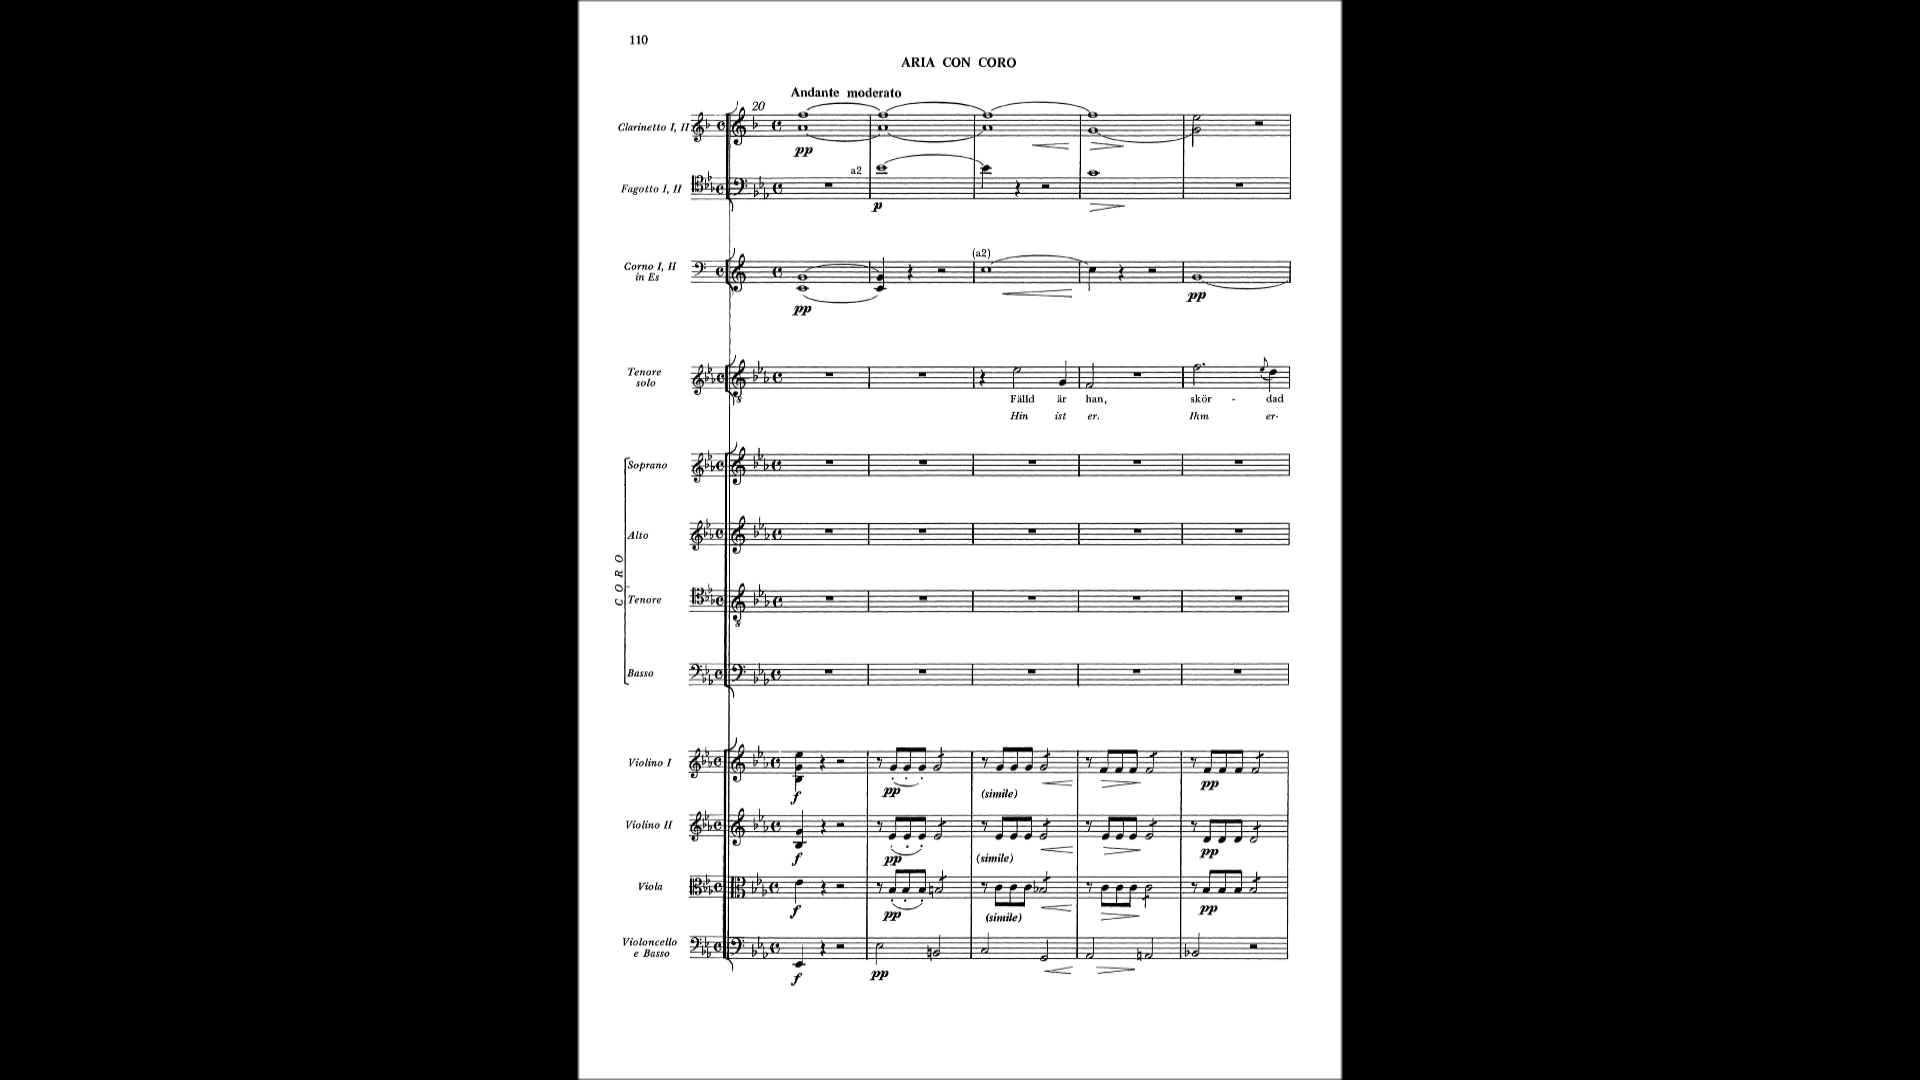 110
ARIA CON CORO
20
Andante moderato
Clarinetto I, II
pp
a2
Fagotto I, II
p
(a2)
Corno I, II
in Es
pp
pp
Tenore
solo
Fälld är han, skör - dad
Hin ist er. Ihm er-
CORO
Soprano
Alto
Tenore
Basso
Violino I
f
pp
(simile)
pp
Violino II
f
pp
(simile)
pp
Viola
f
pp
(simile)
pp
Violoncello
e Basso
f
pp